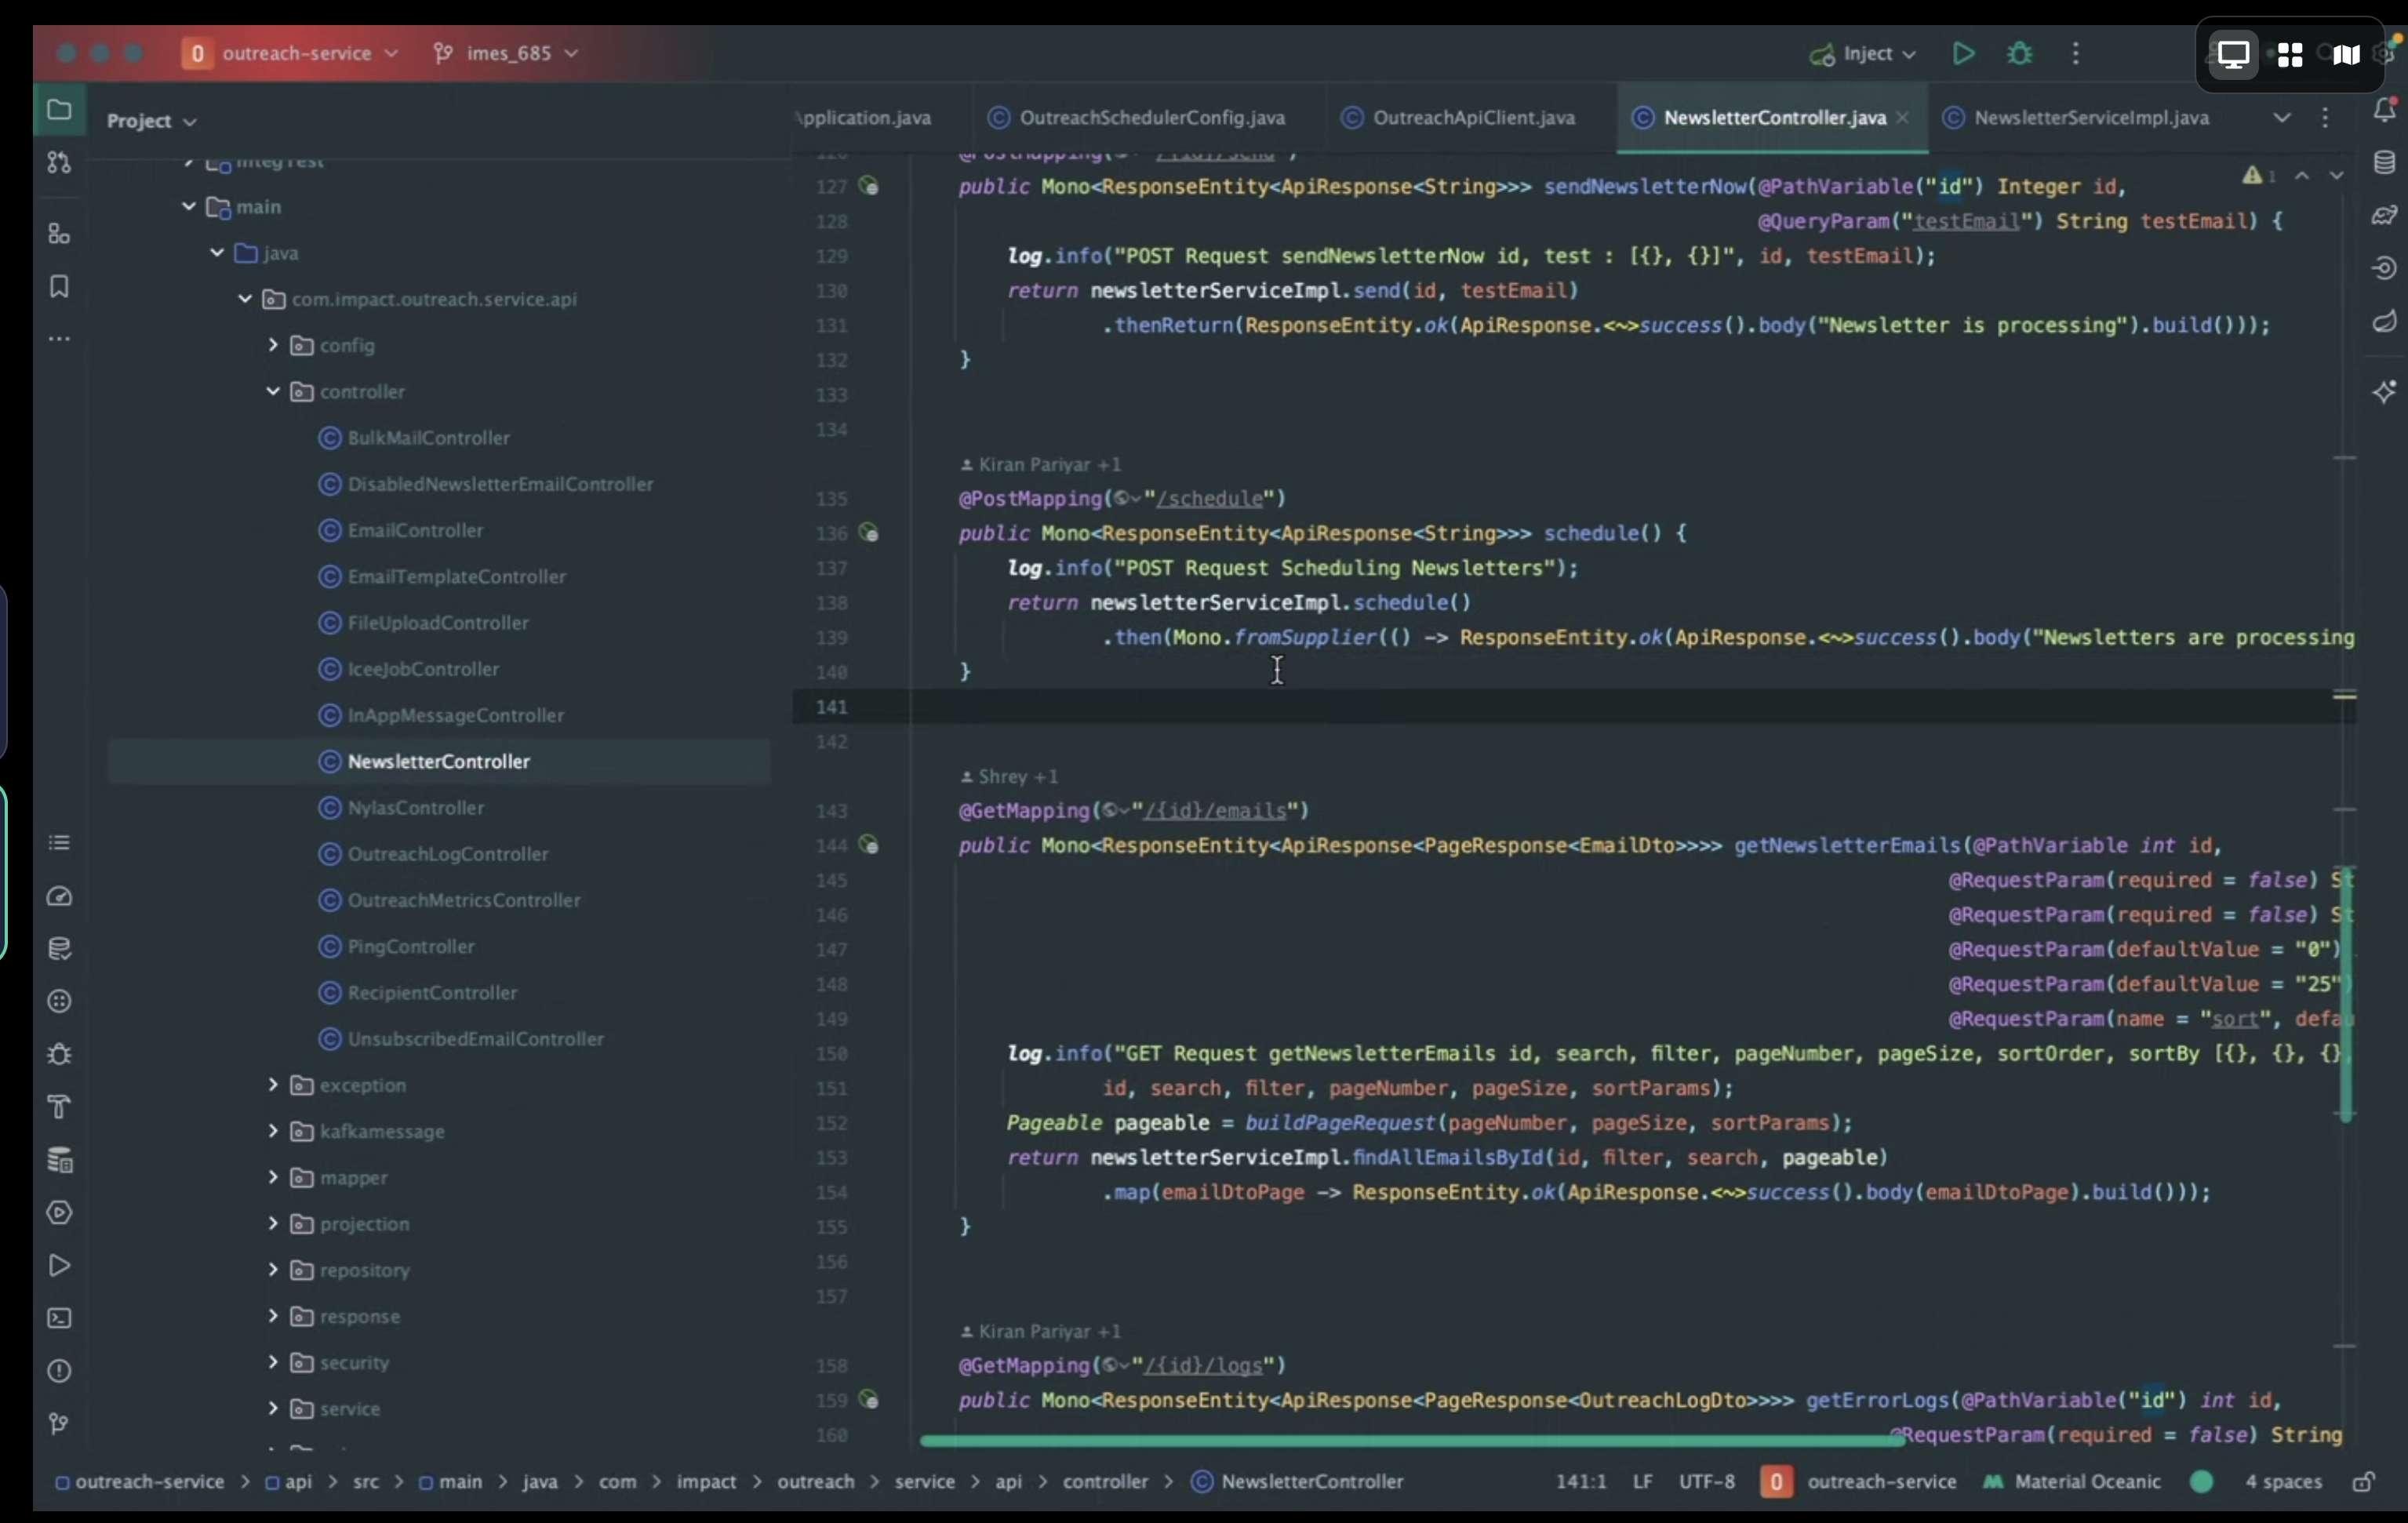 outreach-service
imes_685
Inject
Project
Application.java
OutreachSchedulerConfig.java
OutreachApiClient.java
NewsletterController.java
NewsletterServiceImpl.java
integTest
main
java
com.impact.outreach.service.api
config
controller
BulkMailController
DisabledNewsletterEmailController
EmailController
EmailTemplateController
FileUploadController
IceeJobController
InAppMessageController
NewsletterController
NylasController
OutreachLogController
OutreachMetricsController
PingController
RecipientController
UnsubscribedEmailController
exception
kafkamessage
mapper
projection
repository
response
security
service
126 @PostMapping("/{id}/send")
127 public Mono<ResponseEntity<ApiResponse<String>>> sendNewsletterNow(@PathVariable("id") Integer id,
1
128 @QueryParam("testEmail") String testEmail) {
129 log.info("POST Request sendNewsletterNow id, test : [{}, {}]", id, testEmail);
130 return newsletterServiceImpl.send(id, testEmail)
131 .thenReturn(ResponseEntity.ok(ApiResponse.<~>success().body("Newsletter is processing").build()));
132 }
133
134
Kiran Pariyar +1
135 @PostMapping("/schedule")
136 public Mono<ResponseEntity<ApiResponse<String>>> schedule() {
137 log.info("POST Request Scheduling Newsletters");
138 return newsletterServiceImpl.schedule()
139 .then(Mono.fromSupplier(() -> ResponseEntity.ok(ApiResponse.<~>success().body("Newsletters are processing
140 }
141
142
Shrey +1
143 @GetMapping("/{id}/emails")
144 public Mono<ResponseEntity<ApiResponse<PageResponse<EmailDto>>>> getNewsletterEmails(@PathVariable int id,
145 @RequestParam(required = false) St
146 @RequestParam(required = false) St
147 @RequestParam(defaultValue = "0")
148 @RequestParam(defaultValue = "25")
149 @RequestParam(name = "sort", defau
150 log.info("GET Request getNewsletterEmails id, search, filter, pageNumber, pageSize, sortOrder, sortBy [{}, {}, {},
151 id, search, filter, pageNumber, pageSize, sortParams);
152 Pageable pageable = buildPageRequest(pageNumber, pageSize, sortParams);
153 return newsletterServiceImpl.findAllEmailsById(id, filter, search, pageable)
154 .map(emailDtoPage -> ResponseEntity.ok(ApiResponse.<~>success().body(emailDtoPage).build()));
155 }
156
157
Kiran Pariyar +1
158 @GetMapping("/{id}/logs")
159 public Mono<ResponseEntity<ApiResponse<PageResponse<OutreachLogDto>>>> getErrorLogs(@PathVariable("id") int id,
160 @RequestParam(required = false) String
outreach-service > api > src > main > java > com > impact > outreach > service > api > controller > NewsletterController
141:1 LF UTF-8 outreach-service Material Oceanic 4 spaces